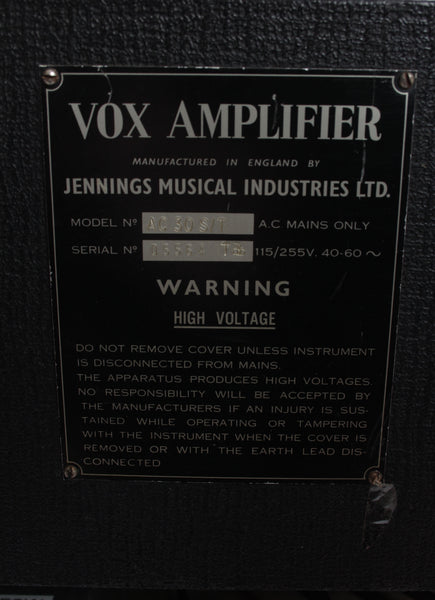 VOX AMPLIFIER
MANUFACTURED IN ENGLAND BY
JENNINGS MUSICAL INDUSTRIES LTD.
MODEL Nº AC30 S/T A.C MAINS ONLY
SERIAL Nº 115/255V. 40-60 ~
WARNING
HIGH VOLTAGE
DO NOT REMOVE COVER UNLESS INSTRUMENT
IS DISCONNECTED FROM MAINS.
THE APPARATUS PRODUCES HIGH VOLTAGES.
NO RESPONSIBILITY WILL BE ACCEPTED BY
THE MANUFACTURERS IF AN INJURY IS SUS-
TAINED WHILE OPERATING OR TAMPERING
WITH THE INSTRUMENT WHEN THE COVER IS
REMOVED OR WITH THE EARTH LEAD DIS-
CONNECTED